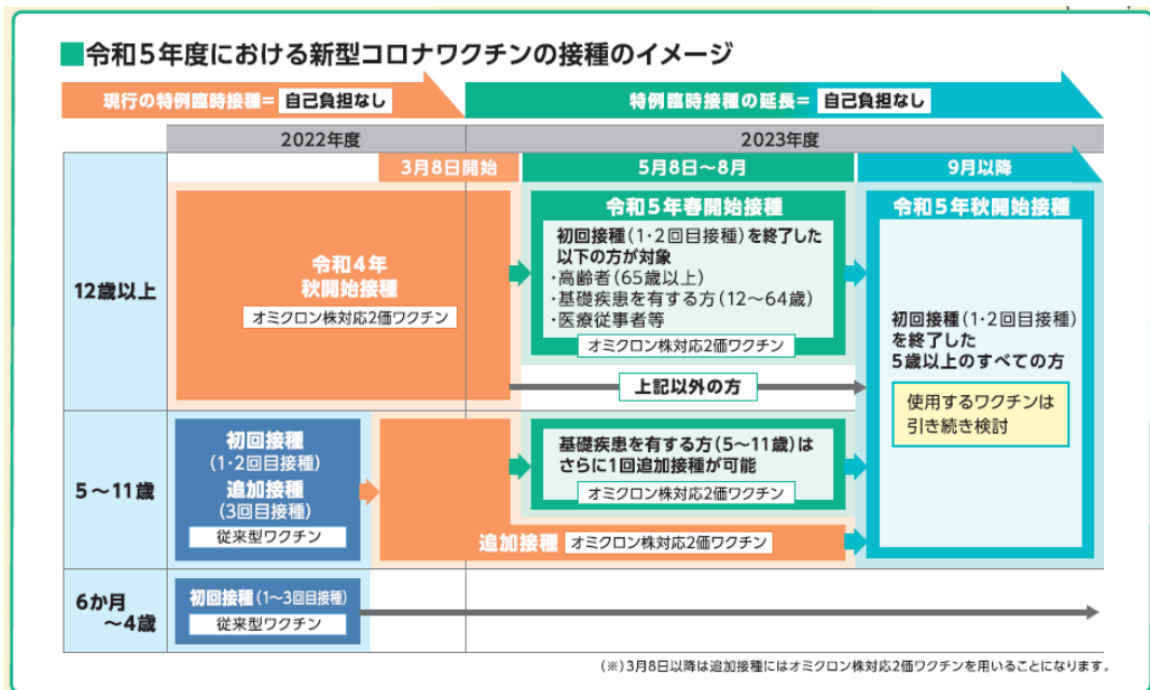 ■令和5年度における新型コロナワクチンの接種のイメージ
現行の特例臨時接種= 自己負担なし
特例臨時接種の延長= 自己負担なし
2022年度
2023年度
3月8日開始
5月8日～8月
9月以降
12歳以上
令和4年
秋開始接種
オミクロン株対応2価ワクチン
令和5年春開始接種
初回接種(1・2回目接種)を終了した
以下の方が対象
・高齢者(65歳以上)
・基礎疾患を有する方(12～64歳)
・医療従事者等
オミクロン株対応2価ワクチン
上記以外の方
令和5年秋開始接種
初回接種(1・2回目接種)
を終了した
5歳以上のすべての方
使用するワクチンは
引き続き検討
5～11歳
初回接種
(1・2回目接種)
追加接種
(3回目接種)
従来型ワクチン
基礎疾患を有する方(5～11歳)は
さらに1回追加接種が可能
オミクロン株対応2価ワクチン
追加接種 オミクロン株対応2価ワクチン
6か月
～4歳
初回接種(1～3回目接種)
従来型ワクチン
(※)3月8日以降は追加接種にはオミクロン株対応2価ワクチンを用いることになります。